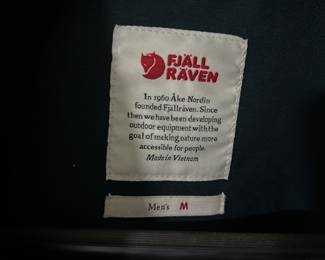 FJÄLL
RÄVEN
In 1960 Åke Nordin
founded Fjällräven. Since
then we have been developing
outdoor equipment with the
goal of making nature more
accessible for people.
Made in Vietnam
Men's M